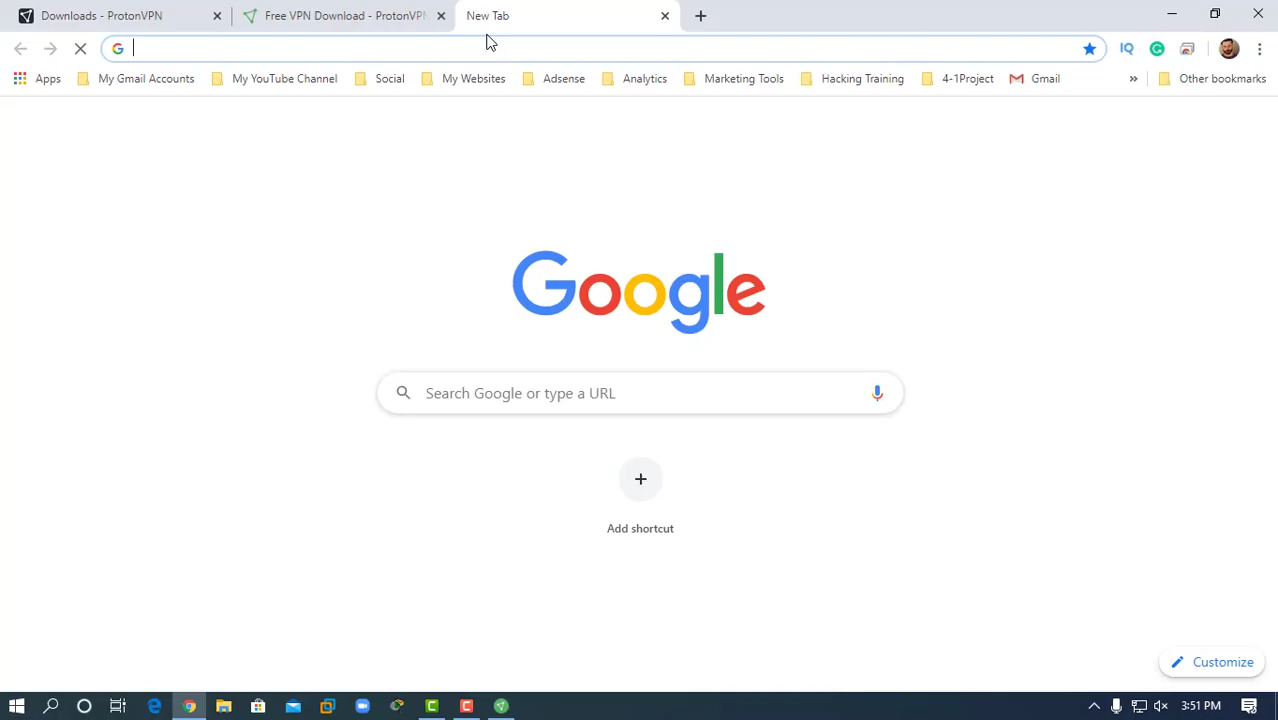 Downloads - ProtonVPN
Free VPN Download - ProtonVPN
New Tab
Apps
My Gmail Accounts
My YouTube Channel
Social
My Websites
Adsense
Analytics
Marketing Tools
Hacking Training
4-1Project
Gmail
»
Other bookmarks
Google
Search Google or type a URL
Add shortcut
Customize
3:51 PM